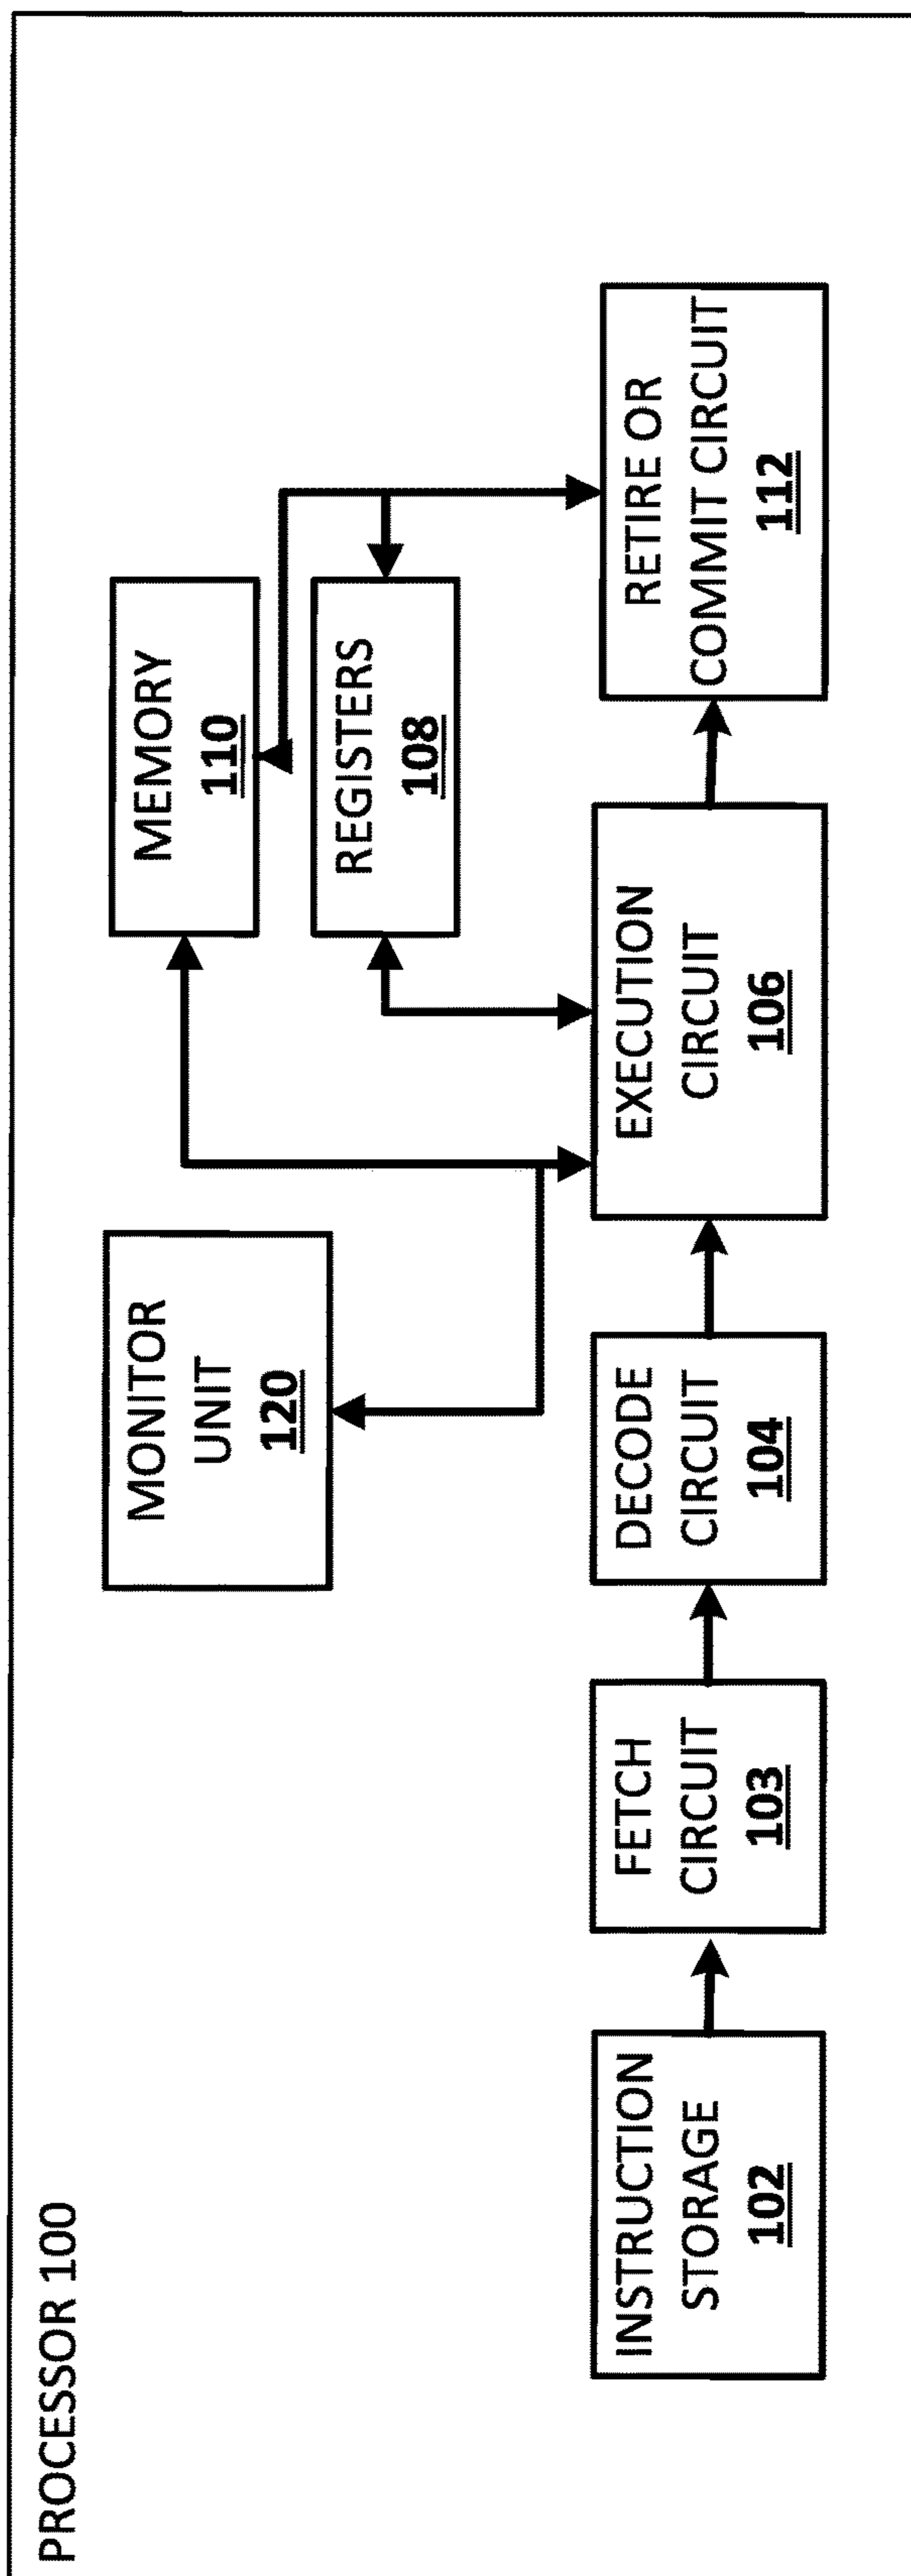 PROCESSOR 100
MONITOR
UNIT
120
MEMORY
110
REGISTERS
108
INSTRUCTION
STORAGE
102
FETCH
CIRCUIT
103
DECODE
CIRCUIT
104
EXECUTION
CIRCUIT
106
RETIRE OR
COMMIT CIRCUIT
112